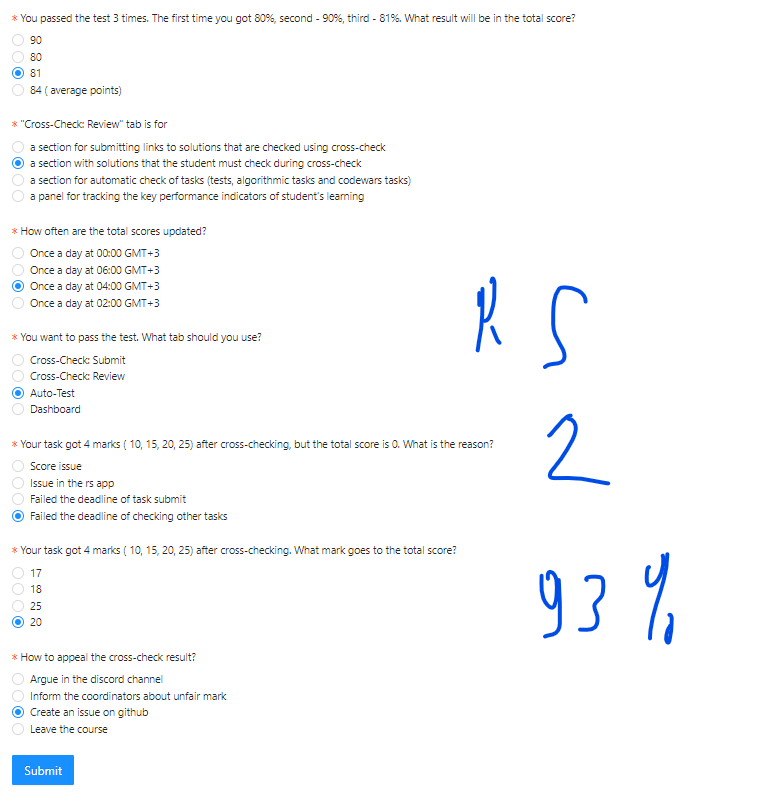 * You passed the test 3 times. The first time you got 80%, second - 90%, third - 81%. What result will be in the total score?
90
80
81
84 ( average points)
* "Cross-Check: Review" tab is for
a section for submitting links to solutions that are checked using cross-check
a section with solutions that the student must check during cross-check
a section for automatic check of tasks (tests, algorithmic tasks and codewars tasks)
a panel for tracking the key performance indicators of student's learning
* How often are the total scores updated?
Once a day at 00:00 GMT+3
Once a day at 06:00 GMT+3
Once a day at 04:00 GMT+3
Once a day at 02:00 GMT+3
* You want to pass the test. What tab should you use?
Cross-Check: Submit
Cross-Check: Review
Auto-Test
Dashboard
* Your task got 4 marks ( 10, 15, 20, 25) after cross-checking, but the total score is 0. What is the reason?
Score issue
Issue in the rs app
Failed the deadline of task submit
Failed the deadline of checking other tasks
* Your task got 4 marks ( 10, 15, 20, 25) after cross-checking. What mark goes to the total score?
17
18
25
20
* How to appeal the cross-check result?
Argue in the discord channel
Inform the coordinators about unfair mark
Create an issue on github
Leave the course
Submit
R S
2
93 %